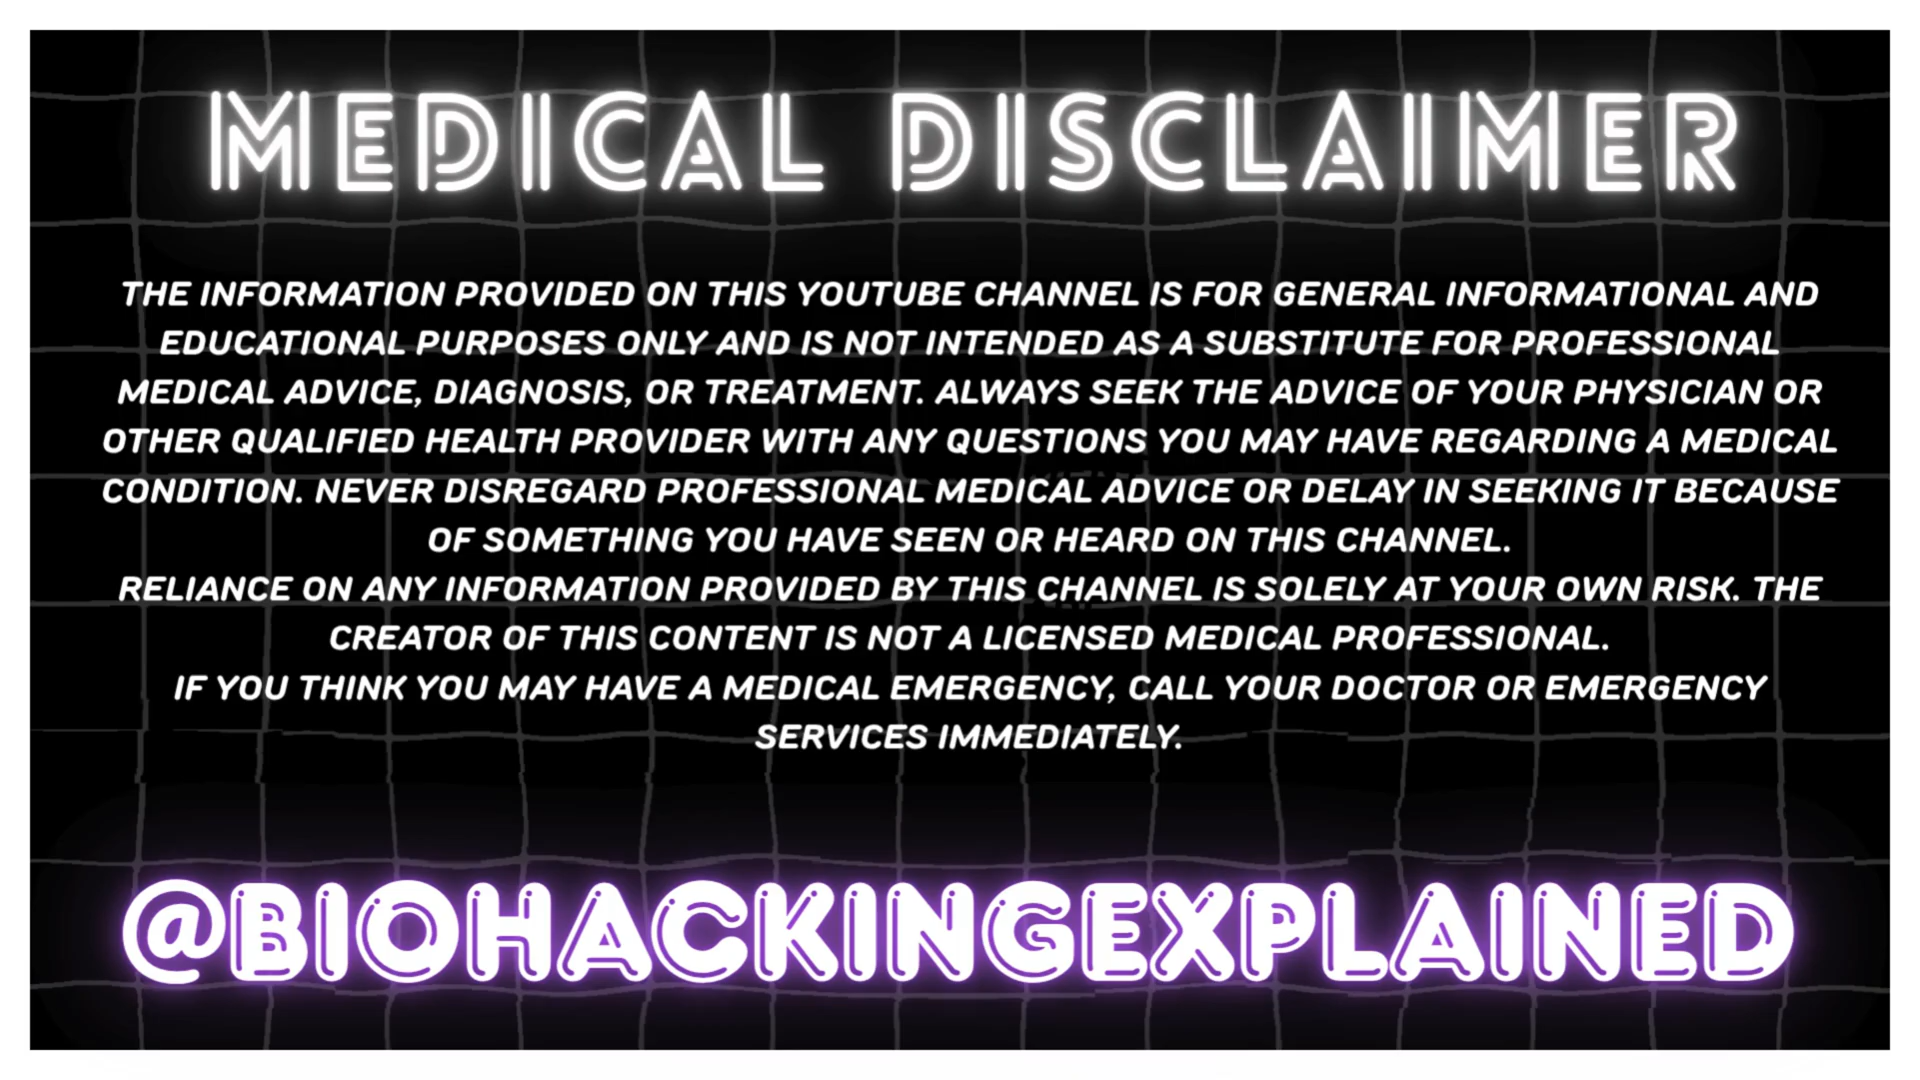 MEDICAL DISCLAIMER
THE INFORMATION PROVIDED ON THIS YOUTUBE CHANNEL IS FOR GENERAL INFORMATIONAL AND
EDUCATIONAL PURPOSES ONLY AND IS NOT INTENDED AS A SUBSTITUTE FOR PROFESSIONAL
MEDICAL ADVICE, DIAGNOSIS, OR TREATMENT. ALWAYS SEEK THE ADVICE OF YOUR PHYSICIAN OR
OTHER QUALIFIED HEALTH PROVIDER WITH ANY QUESTIONS YOU MAY HAVE REGARDING A MEDICAL
CONDITION. NEVER DISREGARD PROFESSIONAL MEDICAL ADVICE OR DELAY IN SEEKING IT BECAUSE
OF SOMETHING YOU HAVE SEEN OR HEARD ON THIS CHANNEL.
RELIANCE ON ANY INFORMATION PROVIDED BY THIS CHANNEL IS SOLELY AT YOUR OWN RISK. THE
CREATOR OF THIS CONTENT IS NOT A LICENSED MEDICAL PROFESSIONAL.
IF YOU THINK YOU MAY HAVE A MEDICAL EMERGENCY, CALL YOUR DOCTOR OR EMERGENCY
SERVICES IMMEDIATELY.
@BIOHACKINGEXPLAINED